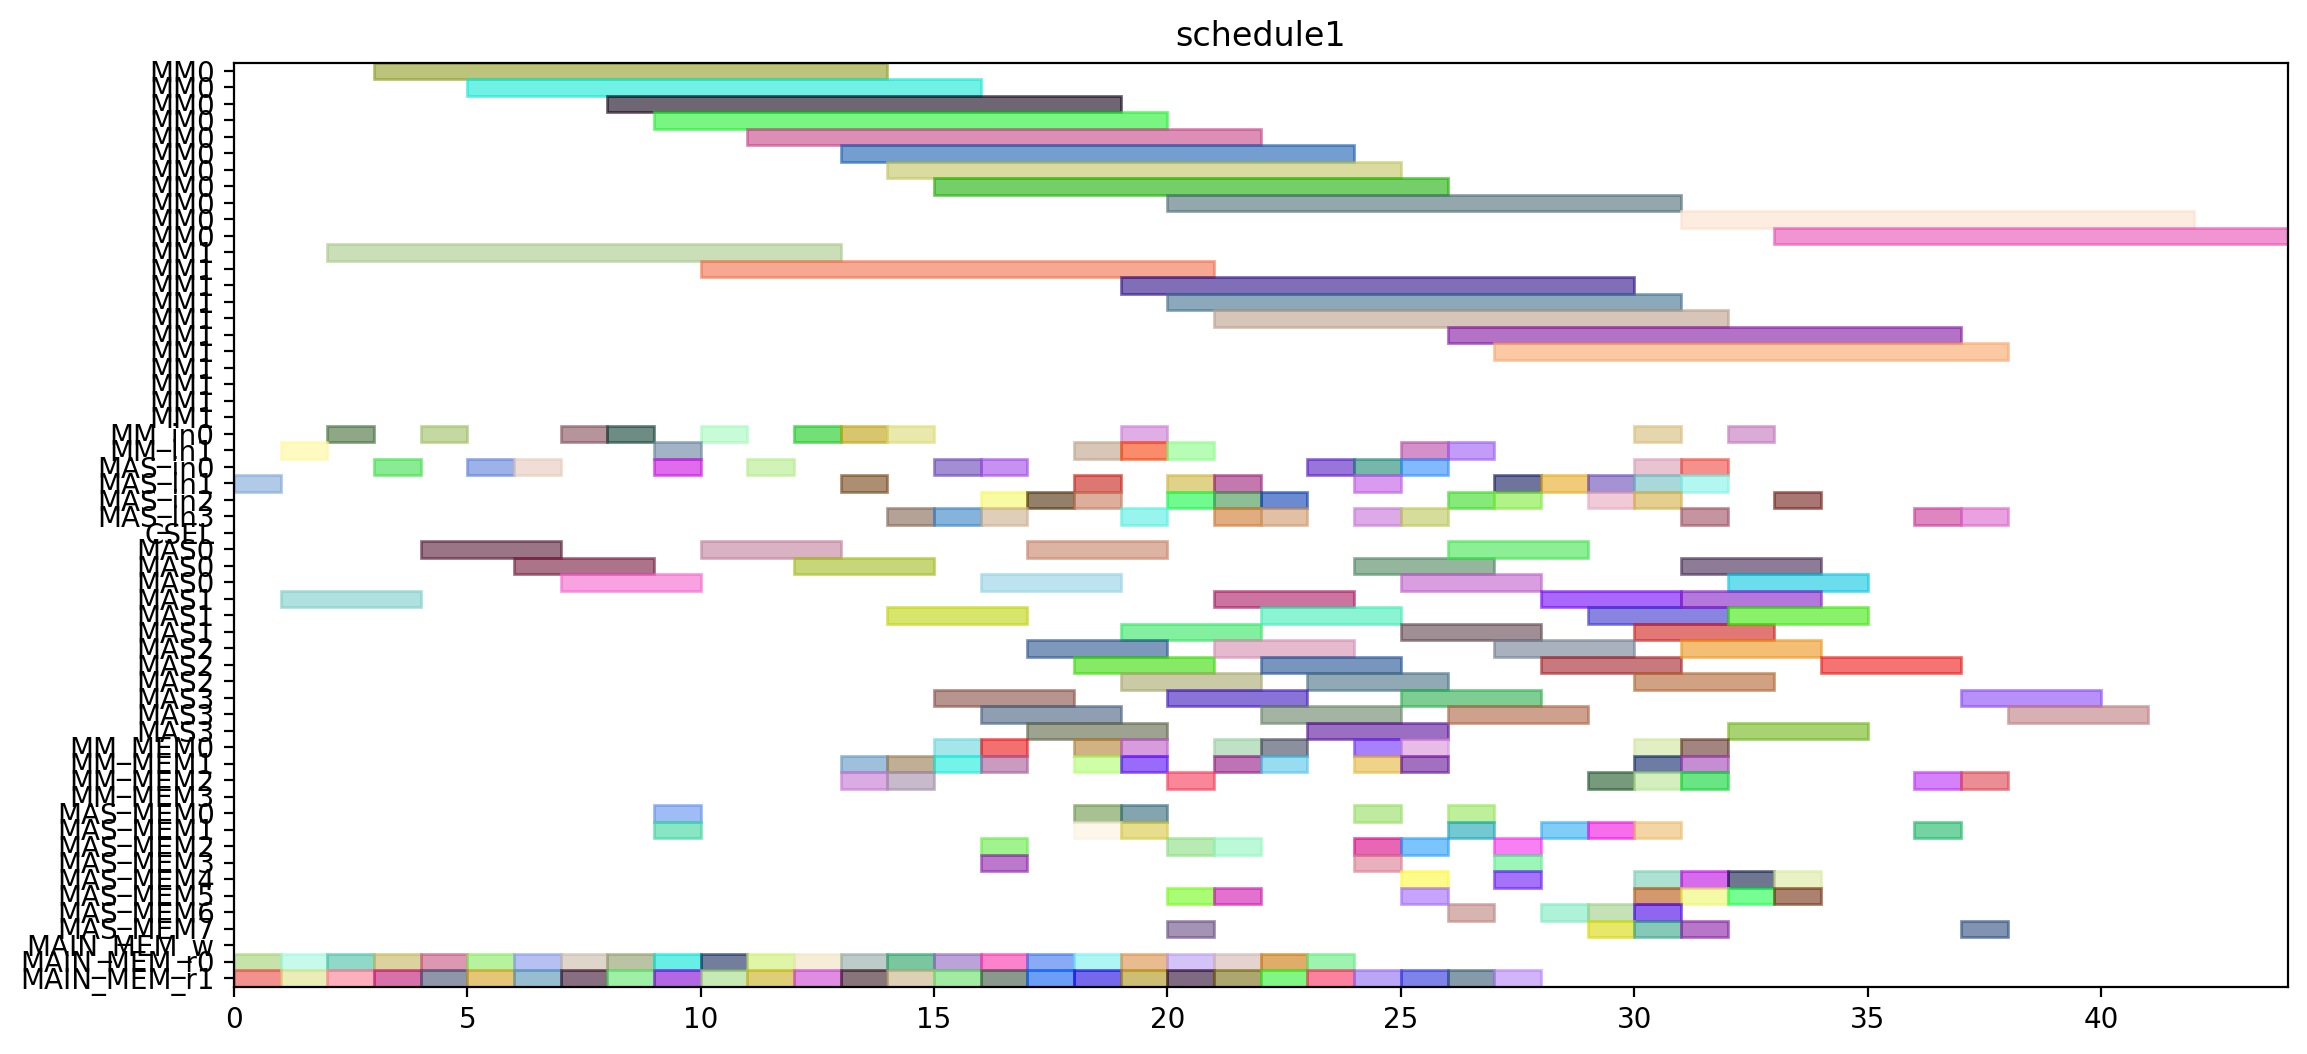 schedule1
MM0
MM0
MM0
MM0
MM0
MM0
MM0
MM0
MM0
MM0
MM0
MM1
MM1
MM1
MM1
MM1
MM1
MM1
MM1
MM1
MM1
MM1
MM_in0
MM_in1
MAS_in0
MAS_in1
MAS_in2
MAS_in3
CSEL
MAS0
MAS0
MAS0
MAS1
MAS1
MAS1
MAS2
MAS2
MAS2
MAS3
MAS3
MAS3
MM_MEM0
MM_MEM1
MM_MEM2
MM_MEM3
MAS_MEM0
MAS_MEM1
MAS_MEM2
MAS_MEM3
MAS_MEM4
MAS_MEM5
MAS_MEM6
MAS_MEM7
MAIN_MEM_w
MAIN_MEM_r0
MAIN_MEM_r1
0 5 10 15 20 25 30 35 40